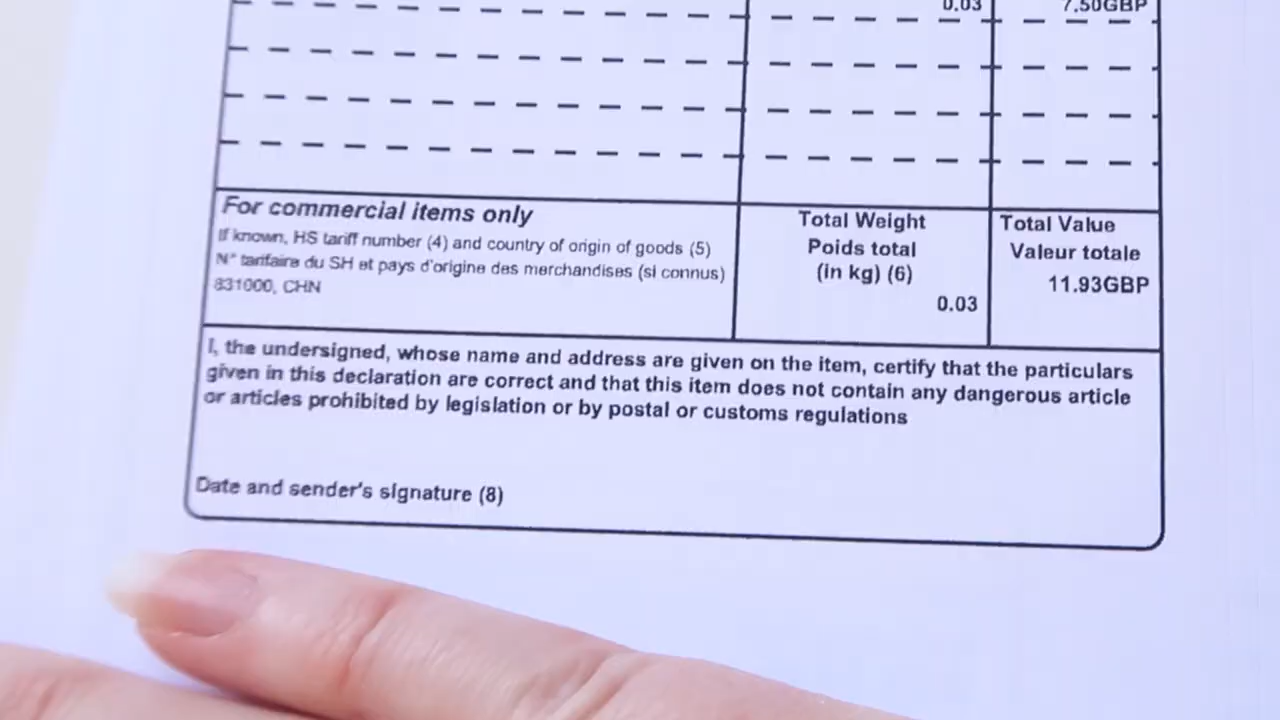 0.03 7.50GBP
For commercial items only
If known, HS tariff number (4) and country of origin of goods (5)
N° tarifaire du SH et pays d'origine des merchandises (si connus)
831000, CHN
Total Weight
Poids total
(in kg) (6)
0.03
Total Value
Valeur totale
11.93GBP
I, the undersigned, whose name and address are given on the item, certify that the particulars
given in this declaration are correct and that this item does not contain any dangerous article
or articles prohibited by legislation or by postal or customs regulations
Date and sender's signature (8)